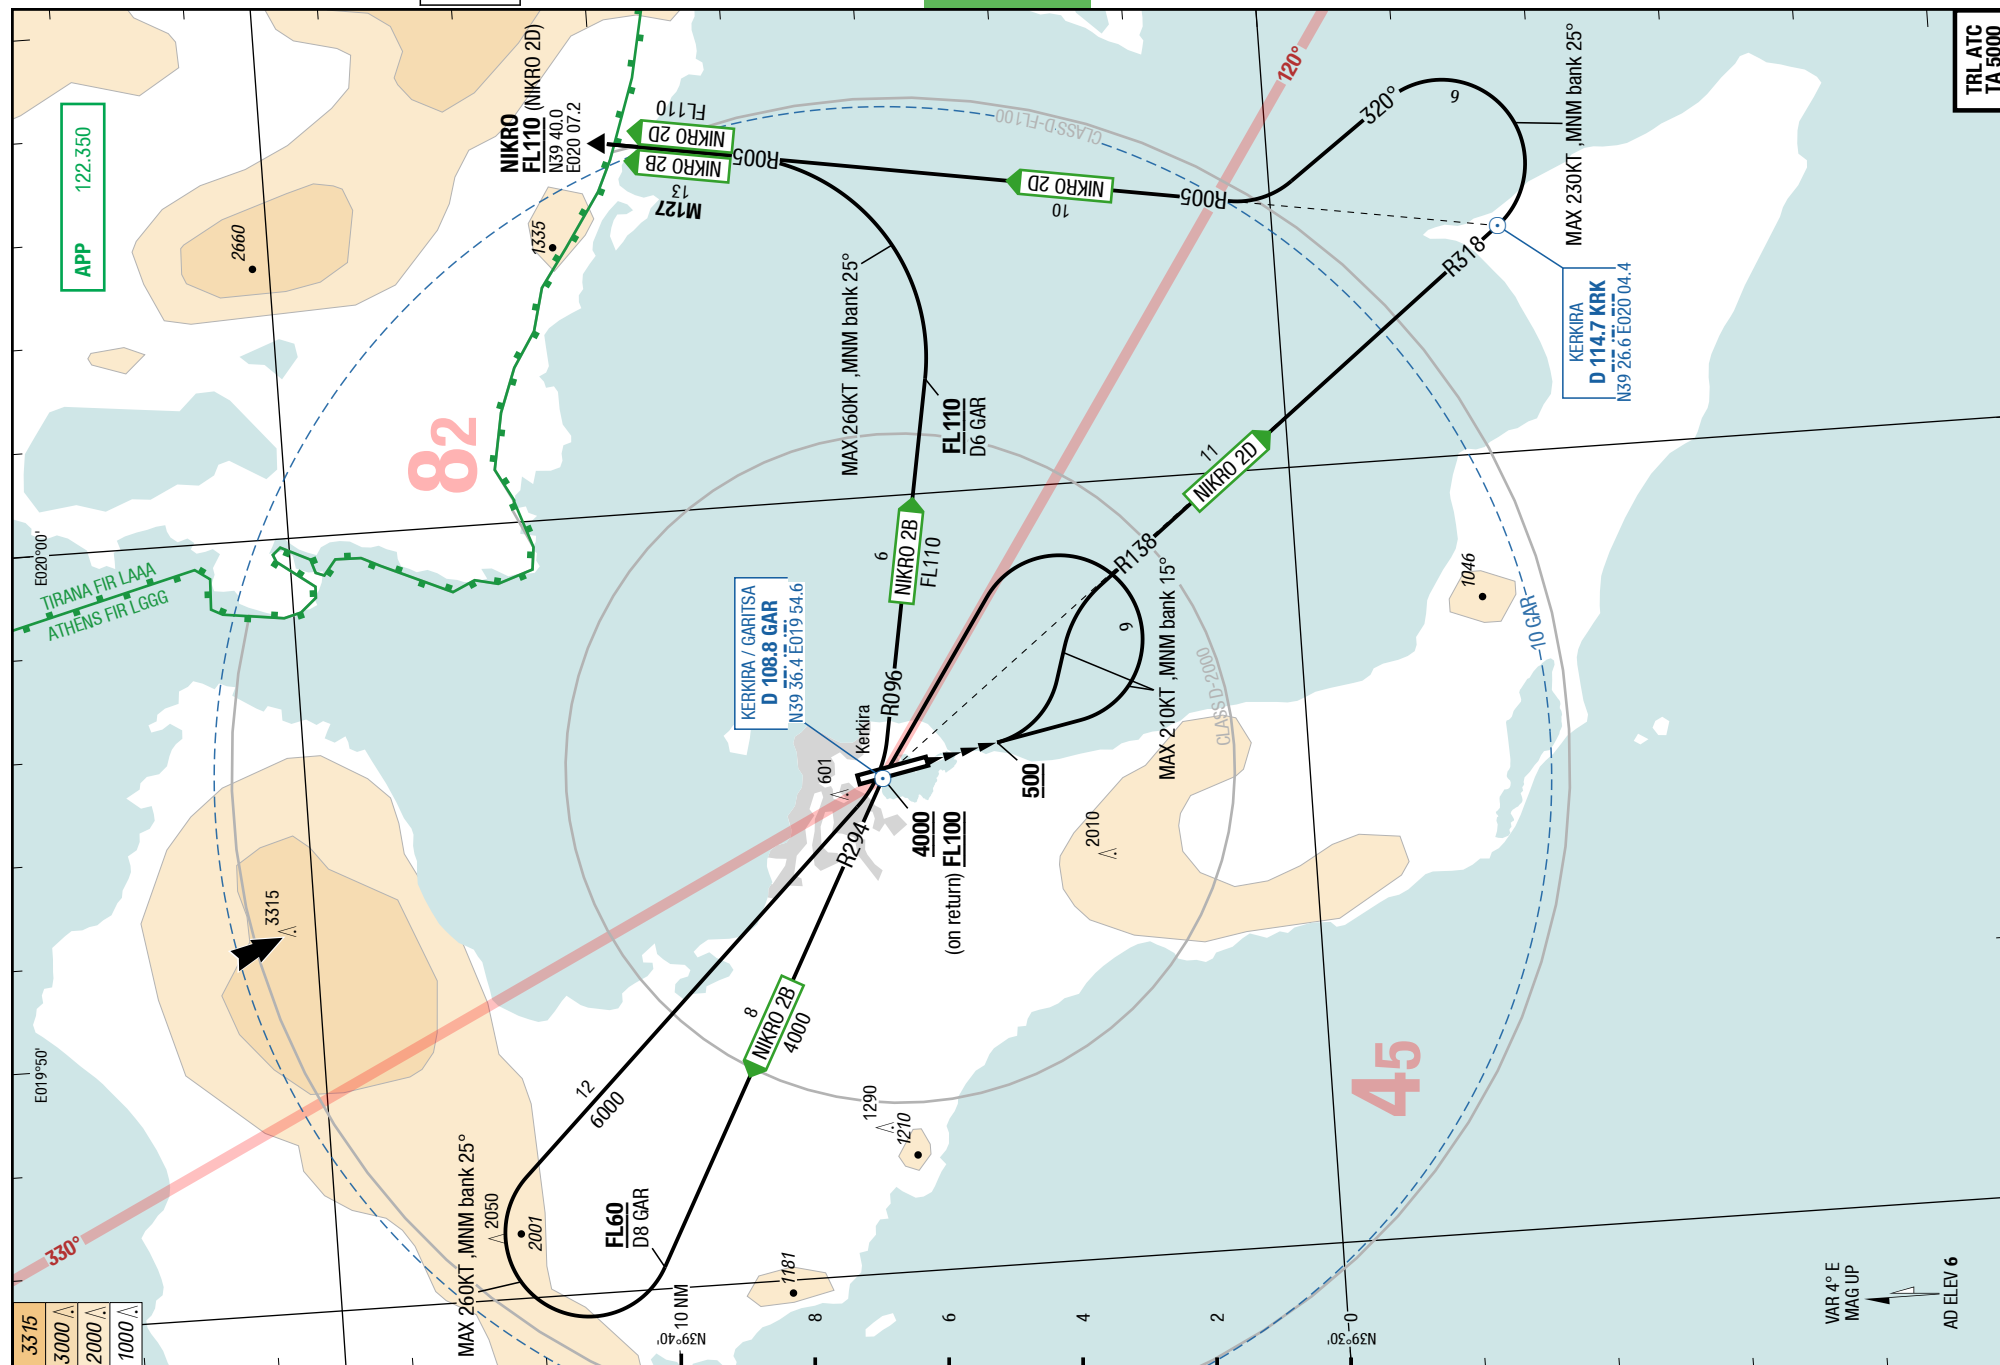 TRL ATC
TA 5000
APP 122.350
NIKRO
FL110 (NIKRO 2D)
N39 40.0
E020 07.2
FL110
NIKRO 2D
NIKRO 2B
13
M127
R005
NIKRO 2D
10
R005
CLASS D-FL100
120°
320°
9
MAX 230KT ,MNM bank 25°
2660
1335
82
MAX 260KT ,MNM bank 25°
FL110
D6 GAR
R318
KERKIRA
D 114.7 KRK
N39 26.6 E020 04.4
11
NIKRO 2D
R138
6
NIKRO 2B
FL110
R096
E020°00'
TIRANA FIR LAAA
ATHENS FIR LGGG
KERKIRA / GARITSA
D 108.8 GAR
N39 36.4 E019 54.6
Kerkira
601
9
MAX 210KT ,MNM bank 15°
CLASS D-2000
500
1046
10 GAR
4000
(on return) FL100
R294
2010
3315
8
NIKRO 2B
4000
12
6000
1290
1210
45
E019°50'
330°
MAX 260KT ,MNM bank 25°
2050
2001
FL60
D8 GAR
1181
3315
3000
2000
1000
10 NM
N39°40'
8
6
4
2
0
N39°30'
VAR 4° E
MAG UP
AD ELEV 6